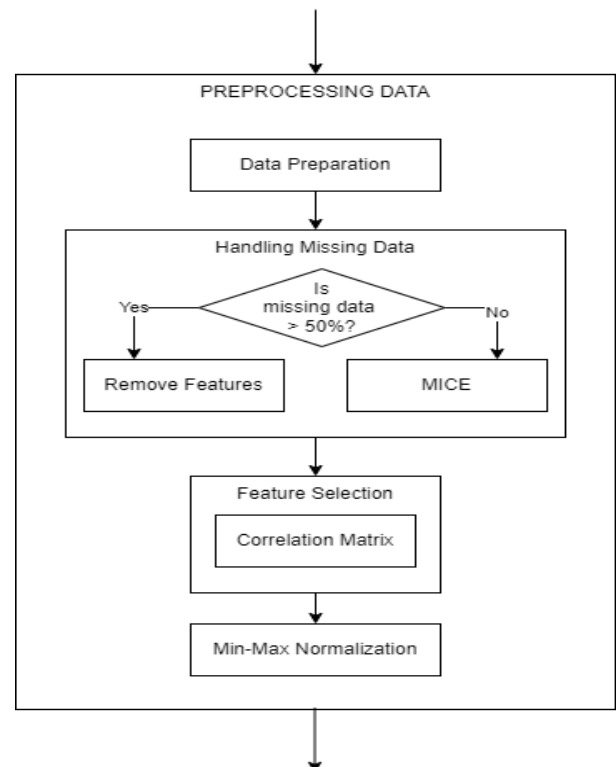 PREPROCESSING DATA
Data Preparation
Handling Missing Data
Is
missing data
> 50%?
Yes
No
Remove Features
MICE
Feature Selection
Correlation Matrix
Min-Max Normalization